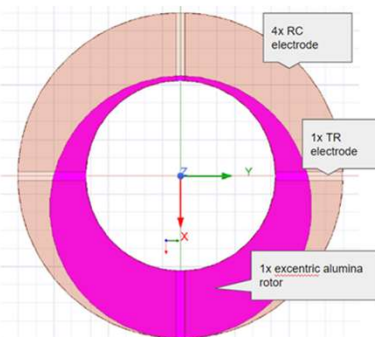 4x RC
electrode
1x TR
electrode
Z
Y
X
1x excentric alumina
rotor